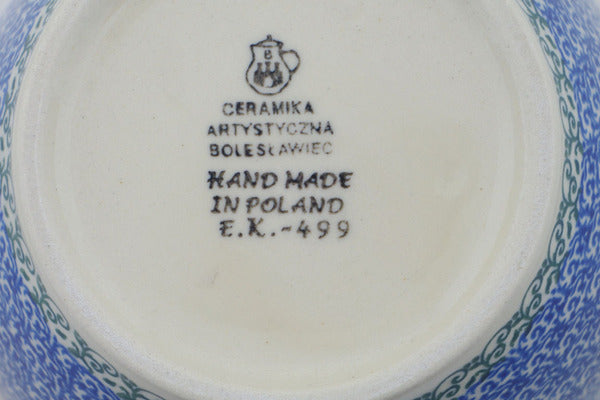 B
CERAMIKA
ARTYSTYCZNA
BOLESŁAWIEC
HAND MADE
IN POLAND
E.K.-499